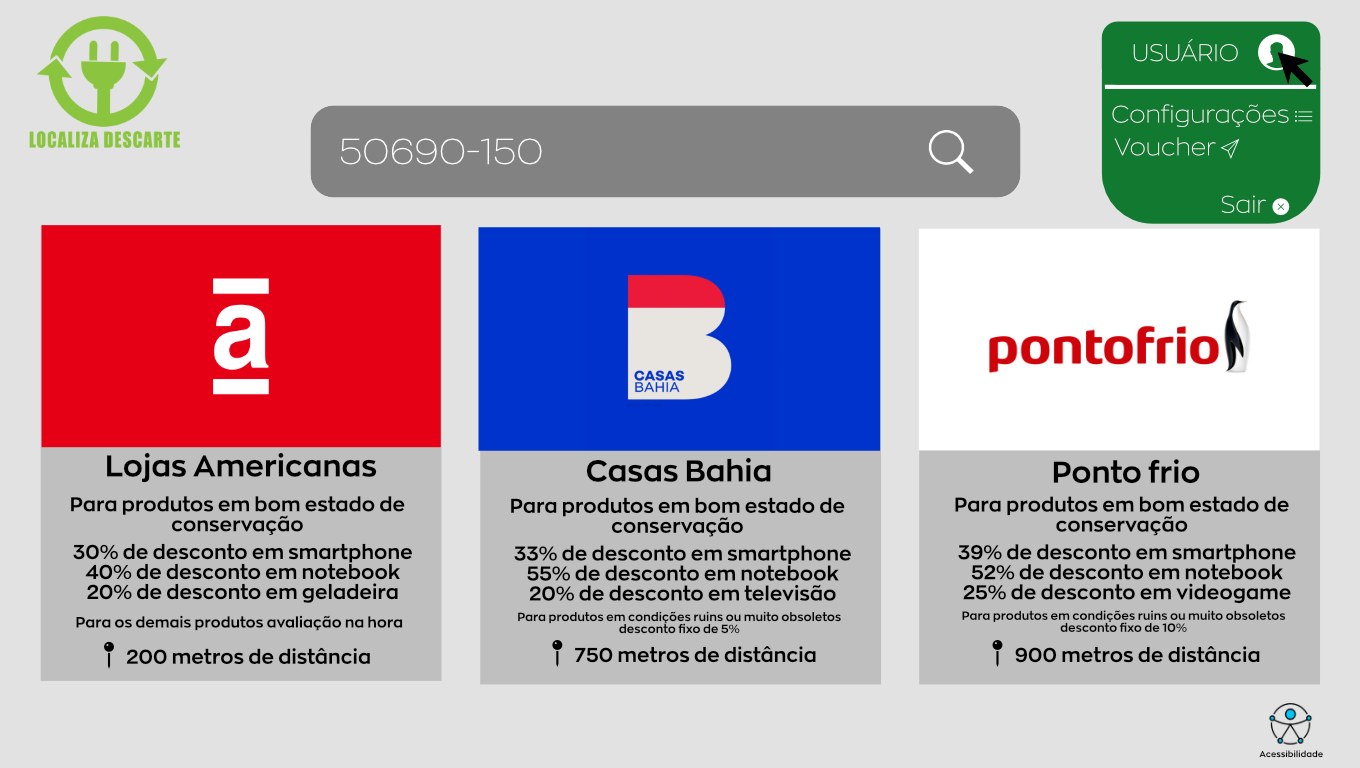 LOCALIZA DESCARTE
50690-150
USUÁRIO
Configurações
Voucher
Sair
a
Lojas Americanas
Para produtos em bom estado de
conservação
30% de desconto em smartphone
40% de desconto em notebook
20% de desconto em geladeira
Para os demais produtos avaliação na hora
200 metros de distância
CASAS
BAHIA
Casas Bahia
Para produtos em bom estado de
conservação
33% de desconto em smartphone
55% de desconto em notebook
20% de desconto em televisão
Para produtos em condições ruins ou muito obsoletos
desconto fixo de 5%
750 metros de distância
pontofrio
Ponto frio
Para produtos em bom estado de
conservação
39% de desconto em smartphone
52% de desconto em notebook
25% de desconto em videogame
Para produtos em condições ruins ou muito obsoletos
desconto fixo de 10%
900 metros de distância
Acessibilidade